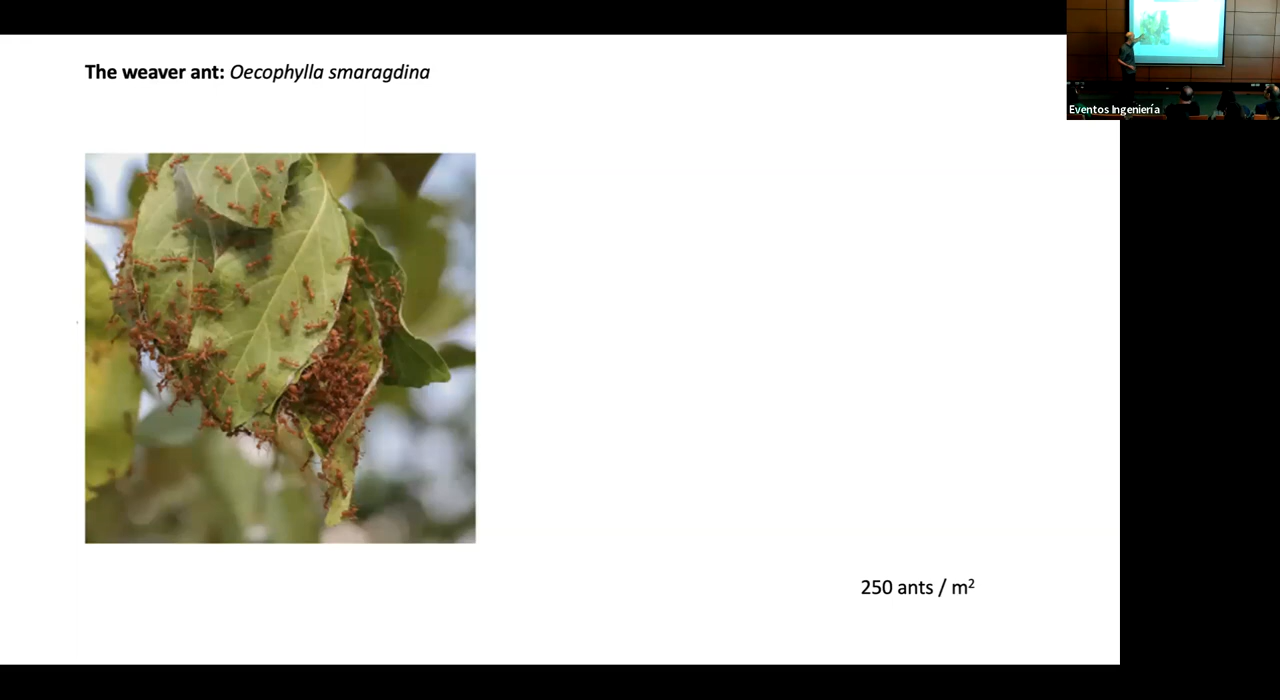 The weaver ant: Oecophylla smaragdina
Eventos Ingeniería
250 ants / m²